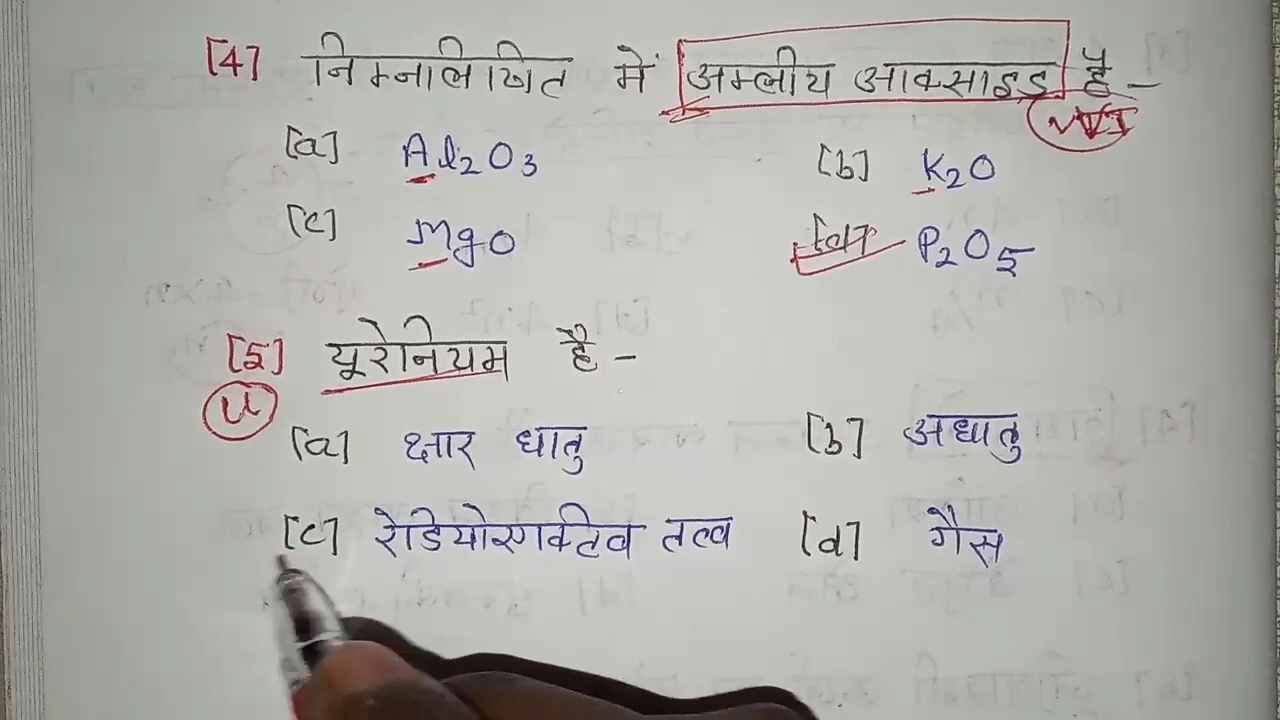 [4] निम्नलिखित में अम्लीय आक्साइड है -
VVI
[a] Al₂O₃ [b] K₂O
[c] MgO [d] P₂O₅
[5] यूरेनियम है -
U
[a] क्षार धातु [b] अधातु
[c] रेडियोएक्टिव तत्व [d] गैस